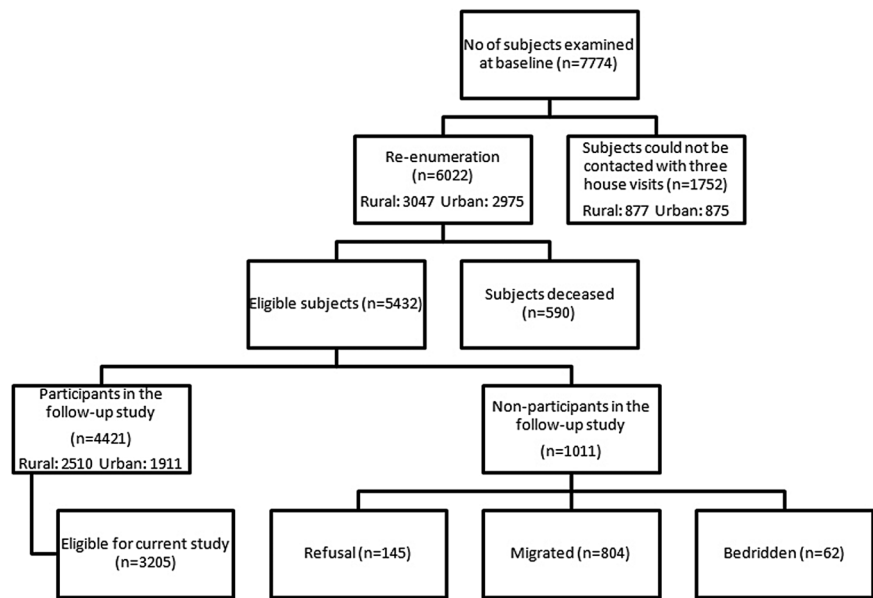 No of subjects examined
at baseline (n=7774)
Re-enumeration
(n=6022)
Rural: 3047 Urban: 2975
Subjects could not be
contacted with three
house visits (n=1752)
Rural: 877 Urban: 875
Eligible subjects (n=5432)
Subjects deceased
(n=590)
Participants in the
follow-up study
(n=4421)
Rural: 2510 Urban: 1911
Non-participants in the
follow-up study
(n=1011)
Eligible for current study
(n=3205)
Refusal (n=145)
Migrated (n=804)
Bedridden (n=62)